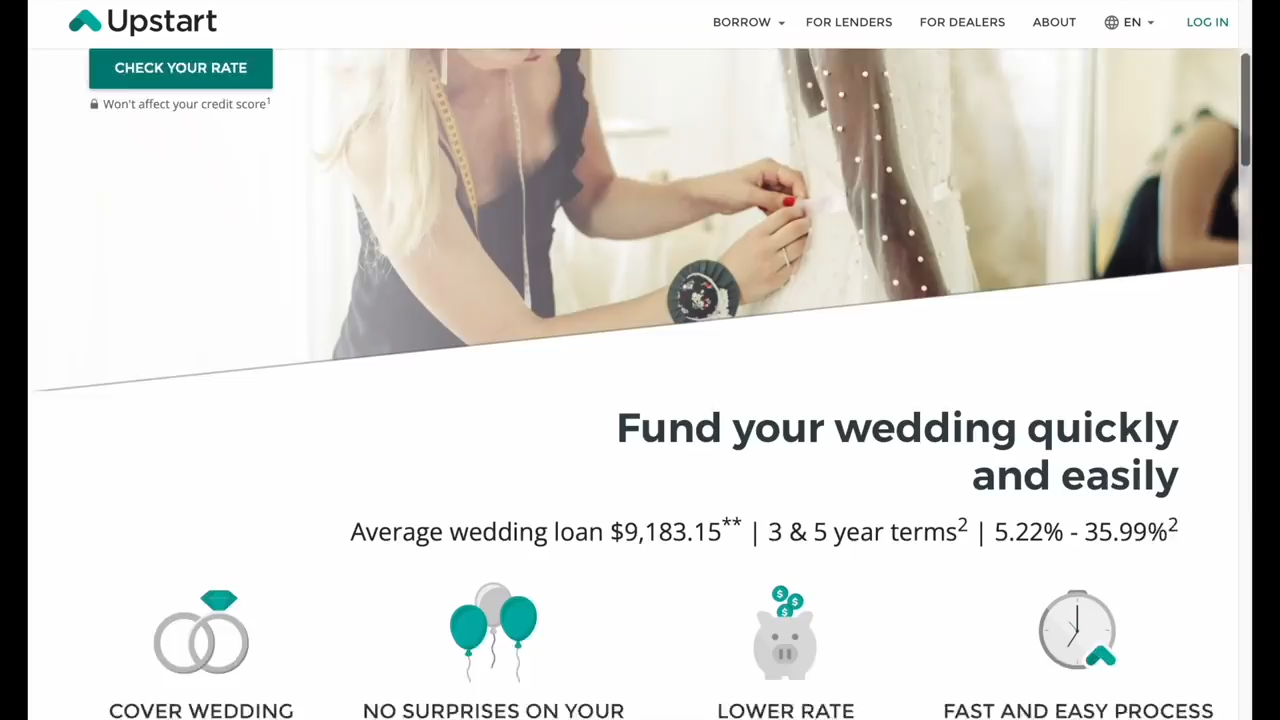 Upstart
BORROW
FOR LENDERS
FOR DEALERS
ABOUT
EN
LOG IN
CHECK YOUR RATE
Won't affect your credit score1
Fund your wedding quickly
and easily
Average wedding loan $9,183.15** | 3 & 5 year terms2 | 5.22% - 35.99%2
$
$
$
COVER WEDDING
NO SURPRISES ON YOUR
LOWER RATE
FAST AND EASY PROCESS